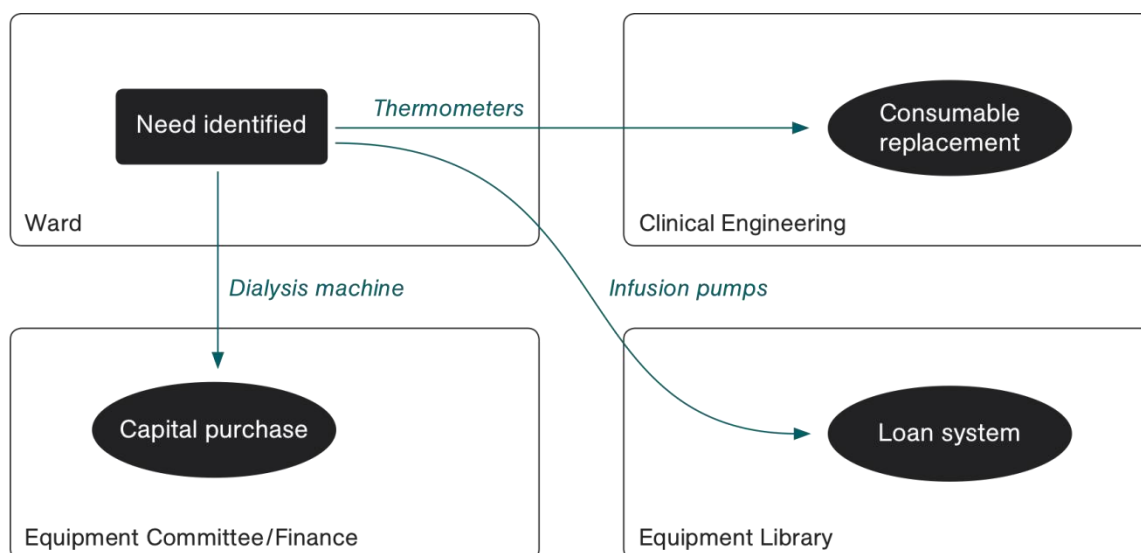 Need identified
Thermometers
Consumable
replacement
Ward
Clinical Engineering
Dialysis machine
Infusion pumps
Capital purchase
Loan system
Equipment Committee/Finance
Equipment Library